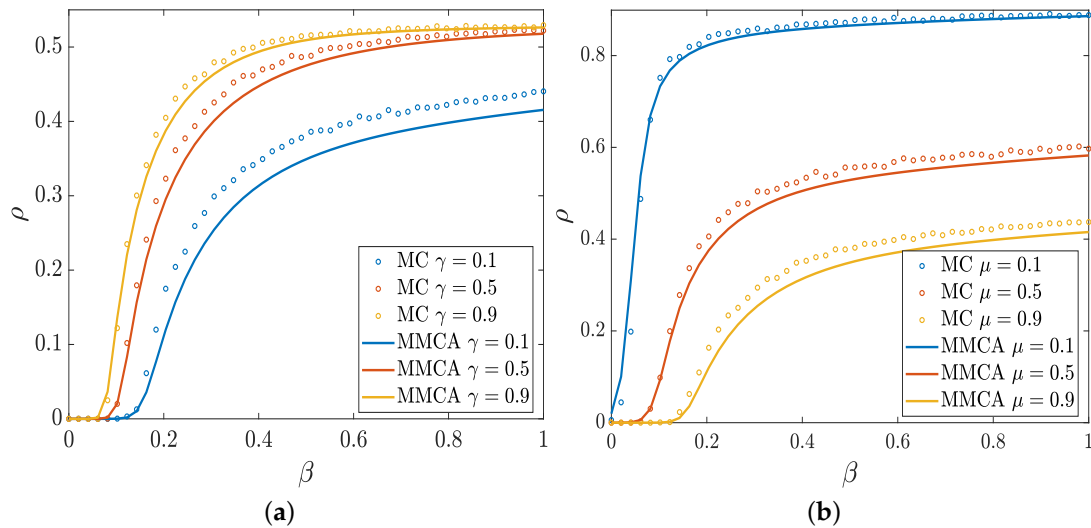 0.5
0.4
0.3
0.2
0.1
0
ρ
0 0.2 0.4 0.6 0.8 1
β
MC γ = 0.1
MC γ = 0.5
MC γ = 0.9
MMCA γ = 0.1
MMCA γ = 0.5
MMCA γ = 0.9
(a)
0.8
0.6
0.4
0.2
0
ρ
0 0.2 0.4 0.6 0.8 1
β
MC μ = 0.1
MC μ = 0.5
MC μ = 0.9
MMCA μ = 0.1
MMCA μ = 0.5
MMCA μ = 0.9
(b)